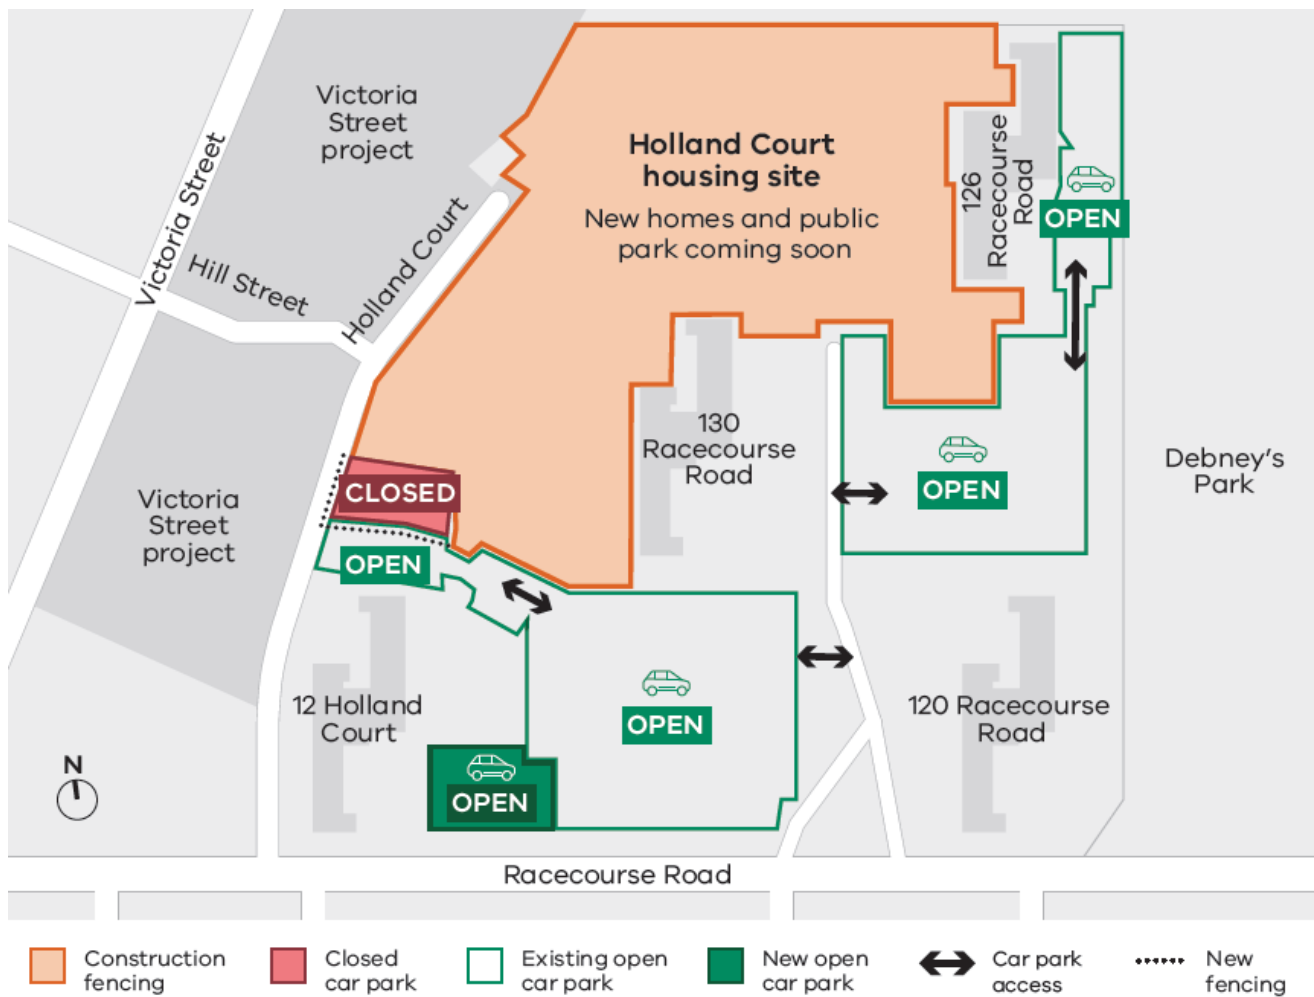 Victoria
Street
project
Victoria Street
Hill Street
Holland Court
Holland Court
housing site
New homes and public
park coming soon
126
Racecourse
Road
OPEN
130
Racecourse
Road
OPEN
Debney's
Park
CLOSED
OPEN
Victoria
Street
project
12 Holland
Court
OPEN
OPEN
120 Racecourse
Road
N
Racecourse Road
Construction
fencing
Closed
car park
Existing open
car park
New open
car park
Car park
access
New
fencing